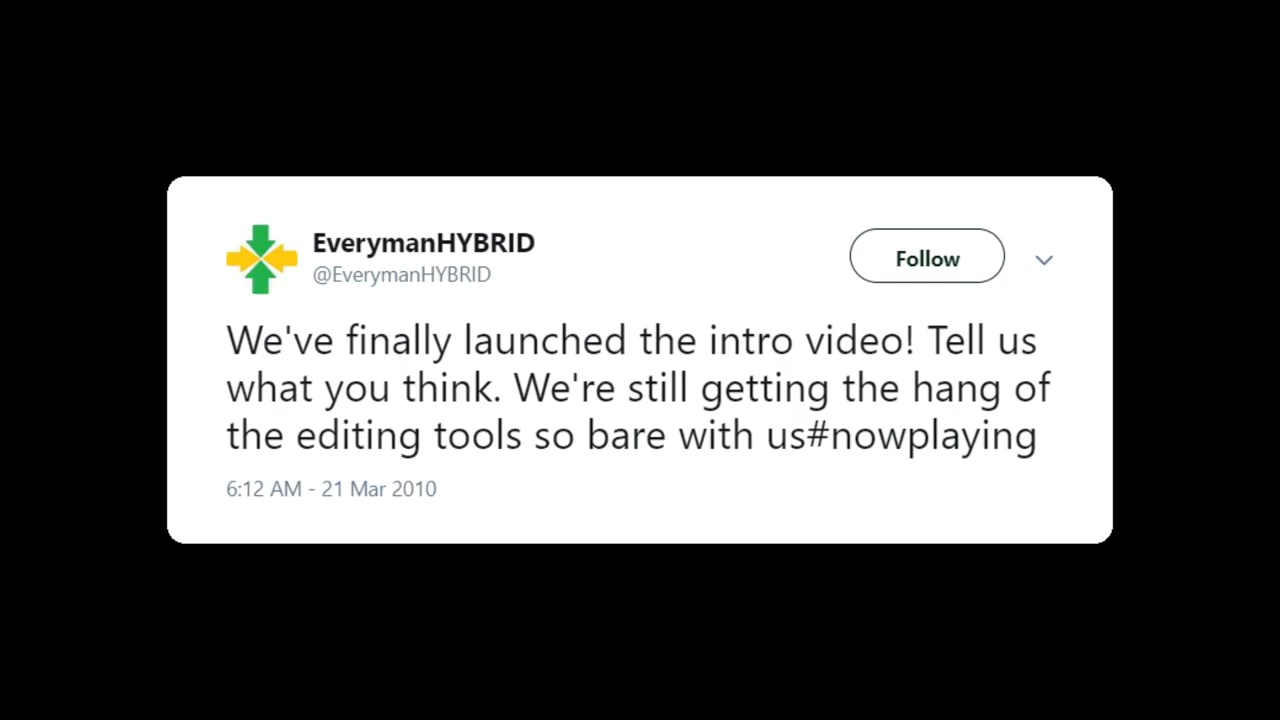 EverymanHYBRID
@EverymanHYBRID
Follow
We've finally launched the intro video! Tell us
what you think. We're still getting the hang of
the editing tools so bare with us#nowplaying
6:12 AM - 21 Mar 2010